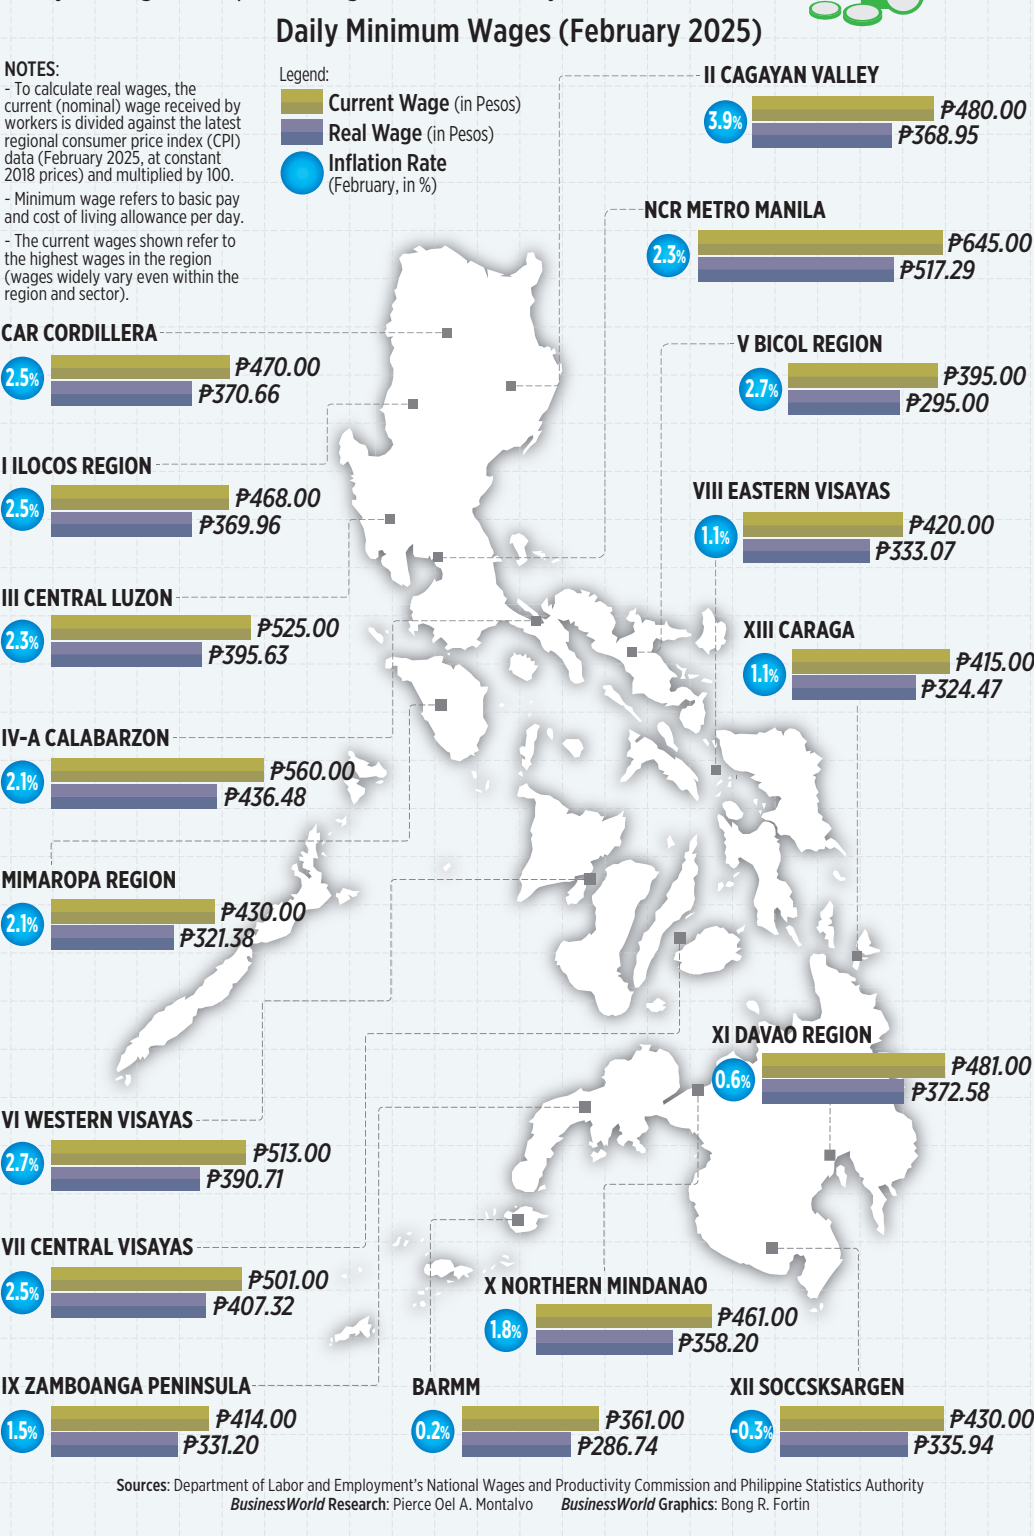 Daily Minimum Wages (February 2025)
NOTES:
- To calculate real wages, the
current (nominal) wage received by
workers is divided against the latest
regional consumer price index (CPI)
data (February 2025, at constant
2018 prices) and multiplied by 100.
- Minimum wage refers to basic pay
and cost of living allowance per day.
- The current wages shown refer to
the highest wages in the region
(wages widely vary even within the
region and sector).
Legend:
Current Wage (in Pesos)
Real Wage (in Pesos)
Inflation Rate
(February, in %)
II CAGAYAN VALLEY
3.9%
₱480.00
₱368.95
NCR METRO MANILA
2.3%
₱645.00
₱517.29
CAR CORDILLERA
2.5%
₱470.00
₱370.66
V BICOL REGION
2.7%
₱395.00
₱295.00
I ILOCOS REGION
2.5%
₱468.00
₱369.96
VIII EASTERN VISAYAS
1.1%
₱420.00
₱333.07
III CENTRAL LUZON
2.3%
₱525.00
₱395.63
XIII CARAGA
1.1%
₱415.00
₱324.47
IV-A CALABARZON
2.1%
₱560.00
₱436.48
MIMAROPA REGION
2.1%
₱430.00
₱321.38
XI DAVAO REGION
0.6%
₱481.00
₱372.58
VI WESTERN VISAYAS
2.7%
₱513.00
₱390.71
VII CENTRAL VISAYAS
2.5%
₱501.00
₱407.32
X NORTHERN MINDANAO
1.8%
₱461.00
₱358.20
IX ZAMBOANGA PENINSULA
1.5%
₱414.00
₱331.20
BARMM
0.2%
₱361.00
₱286.74
XII SOCCSKSARGEN
-0.3%
₱430.00
₱335.94
Sources: Department of Labor and Employment's National Wages and Productivity Commission and Philippine Statistics Authority
BusinessWorld Research: Pierce Oel A. Montalvo BusinessWorld Graphics: Bong R. Fortin